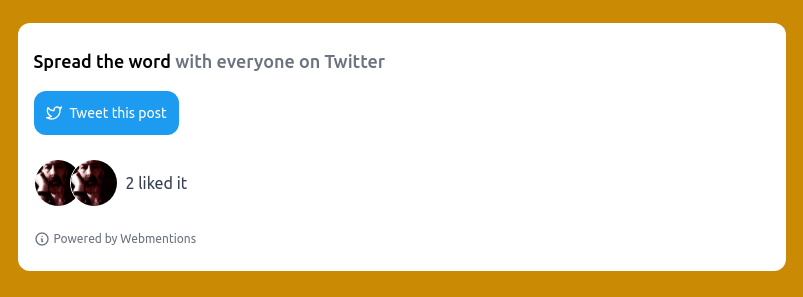 Spread the word with everyone on Twitter
Tweet this post
2 liked it
Powered by Webmentions